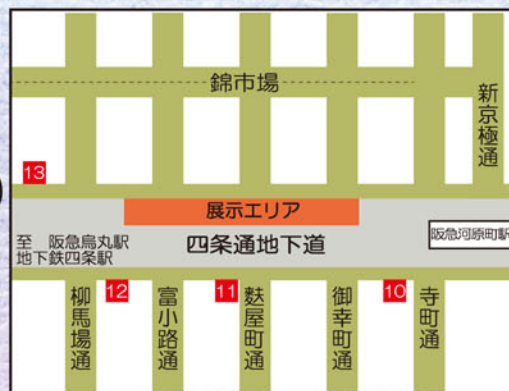 錦市場
新京極通
13
展示エリア
至 阪急烏丸駅
地下鉄四条駅
四条通地下道
阪急河原町駅
12
11
10
柳馬場通
富小路通
麩屋町通
御幸町通
寺町通